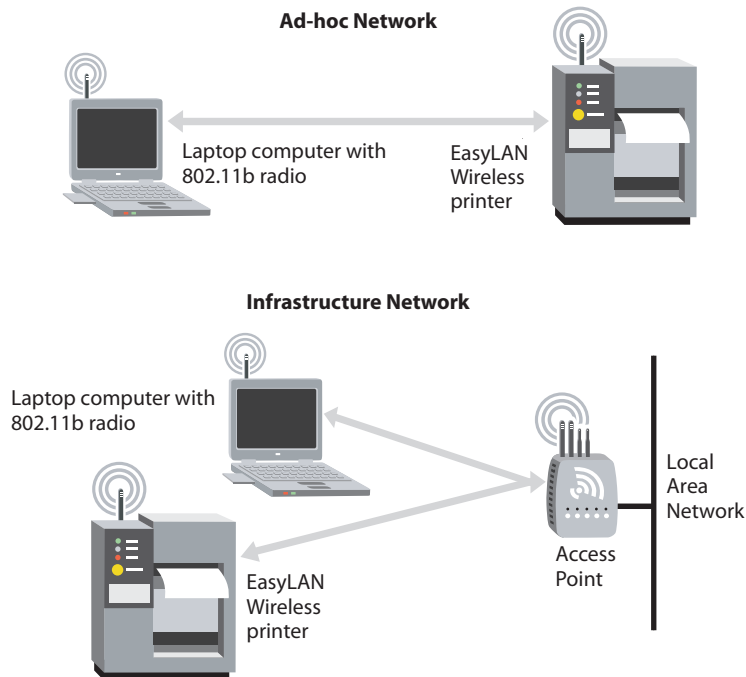 Ad-hoc Network
Laptop computer with
802.11b radio
EasyLAN
Wireless
printer
Infrastructure Network
Laptop computer with
802.11b radio
EasyLAN
Wireless
printer
Access
Point
Local
Area
Network